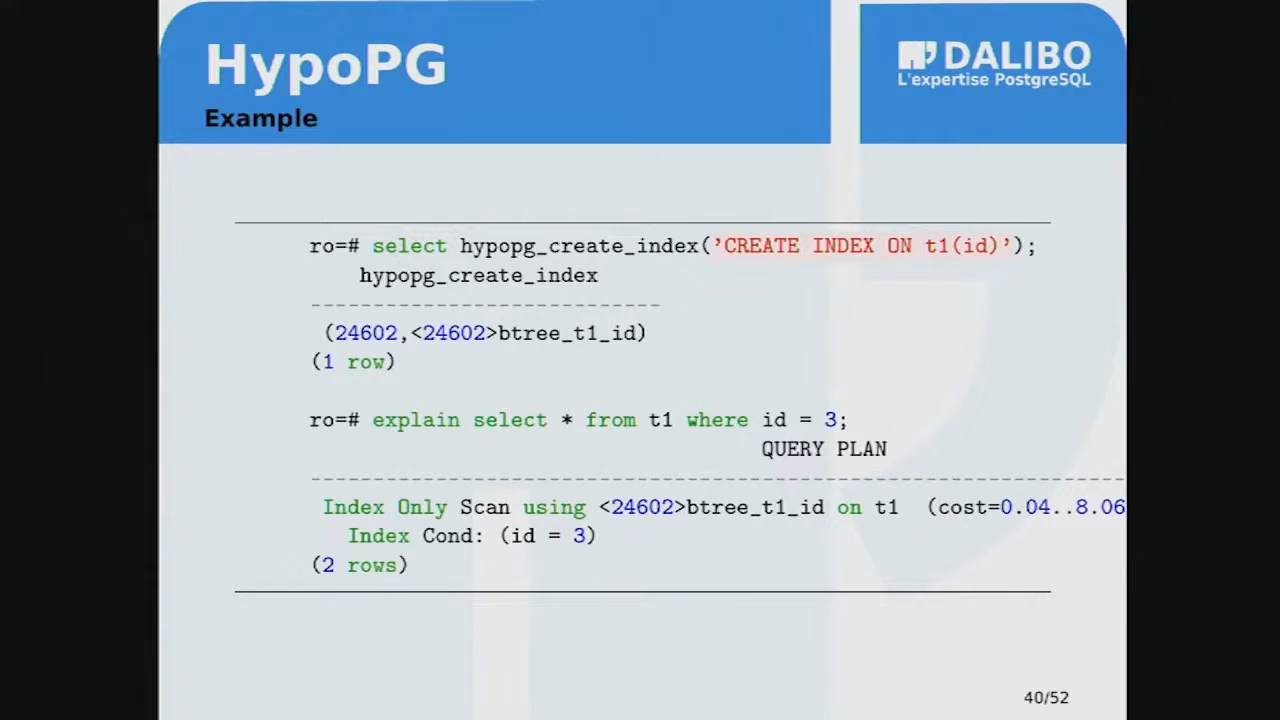 HypoPG
Example
DALIBO
L'expertise PostgreSQL
ro=# select hypopg_create_index('CREATE INDEX ON t1(id)');
hypopg_create_index
----------------------------
(24602,<24602>btree_t1_id)
(1 row)
ro=# explain select * from t1 where id = 3;
QUERY PLAN
-----------------------------------------------------------------
Index Only Scan using <24602>btree_t1_id on t1 (cost=0.04..8.06
Index Cond: (id = 3)
(2 rows)
40/52